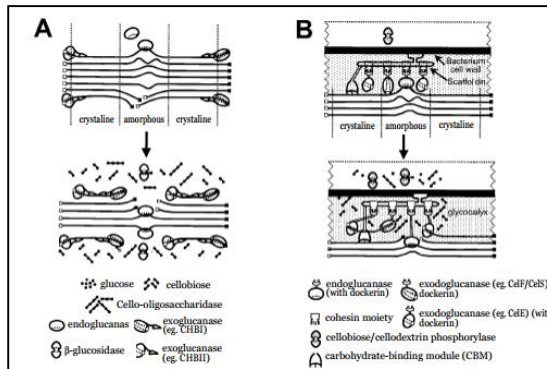 A
crystaline
amorphous
crystaline
glucose
cellobiose
Cello-oligosaccharidase
endoglucanas
exoglucanase
(eg. CHBI)
β-glucosidase
exoglucanase
(eg. CHBII)
B
Bacterium
cell wall
Scaffoldin
crystaline
amorphous
crystaline
glycocalyx
endoglucanase
(with dockerin)
exodoglucanase (eg. CelF/CelS)
dockerin)
cohesin moiety
exodoglucanase (eg. CelE) (with
dockerin)
cellobiose/cellodextrin phosphorylase
carbohydrate-binding module (CBM)